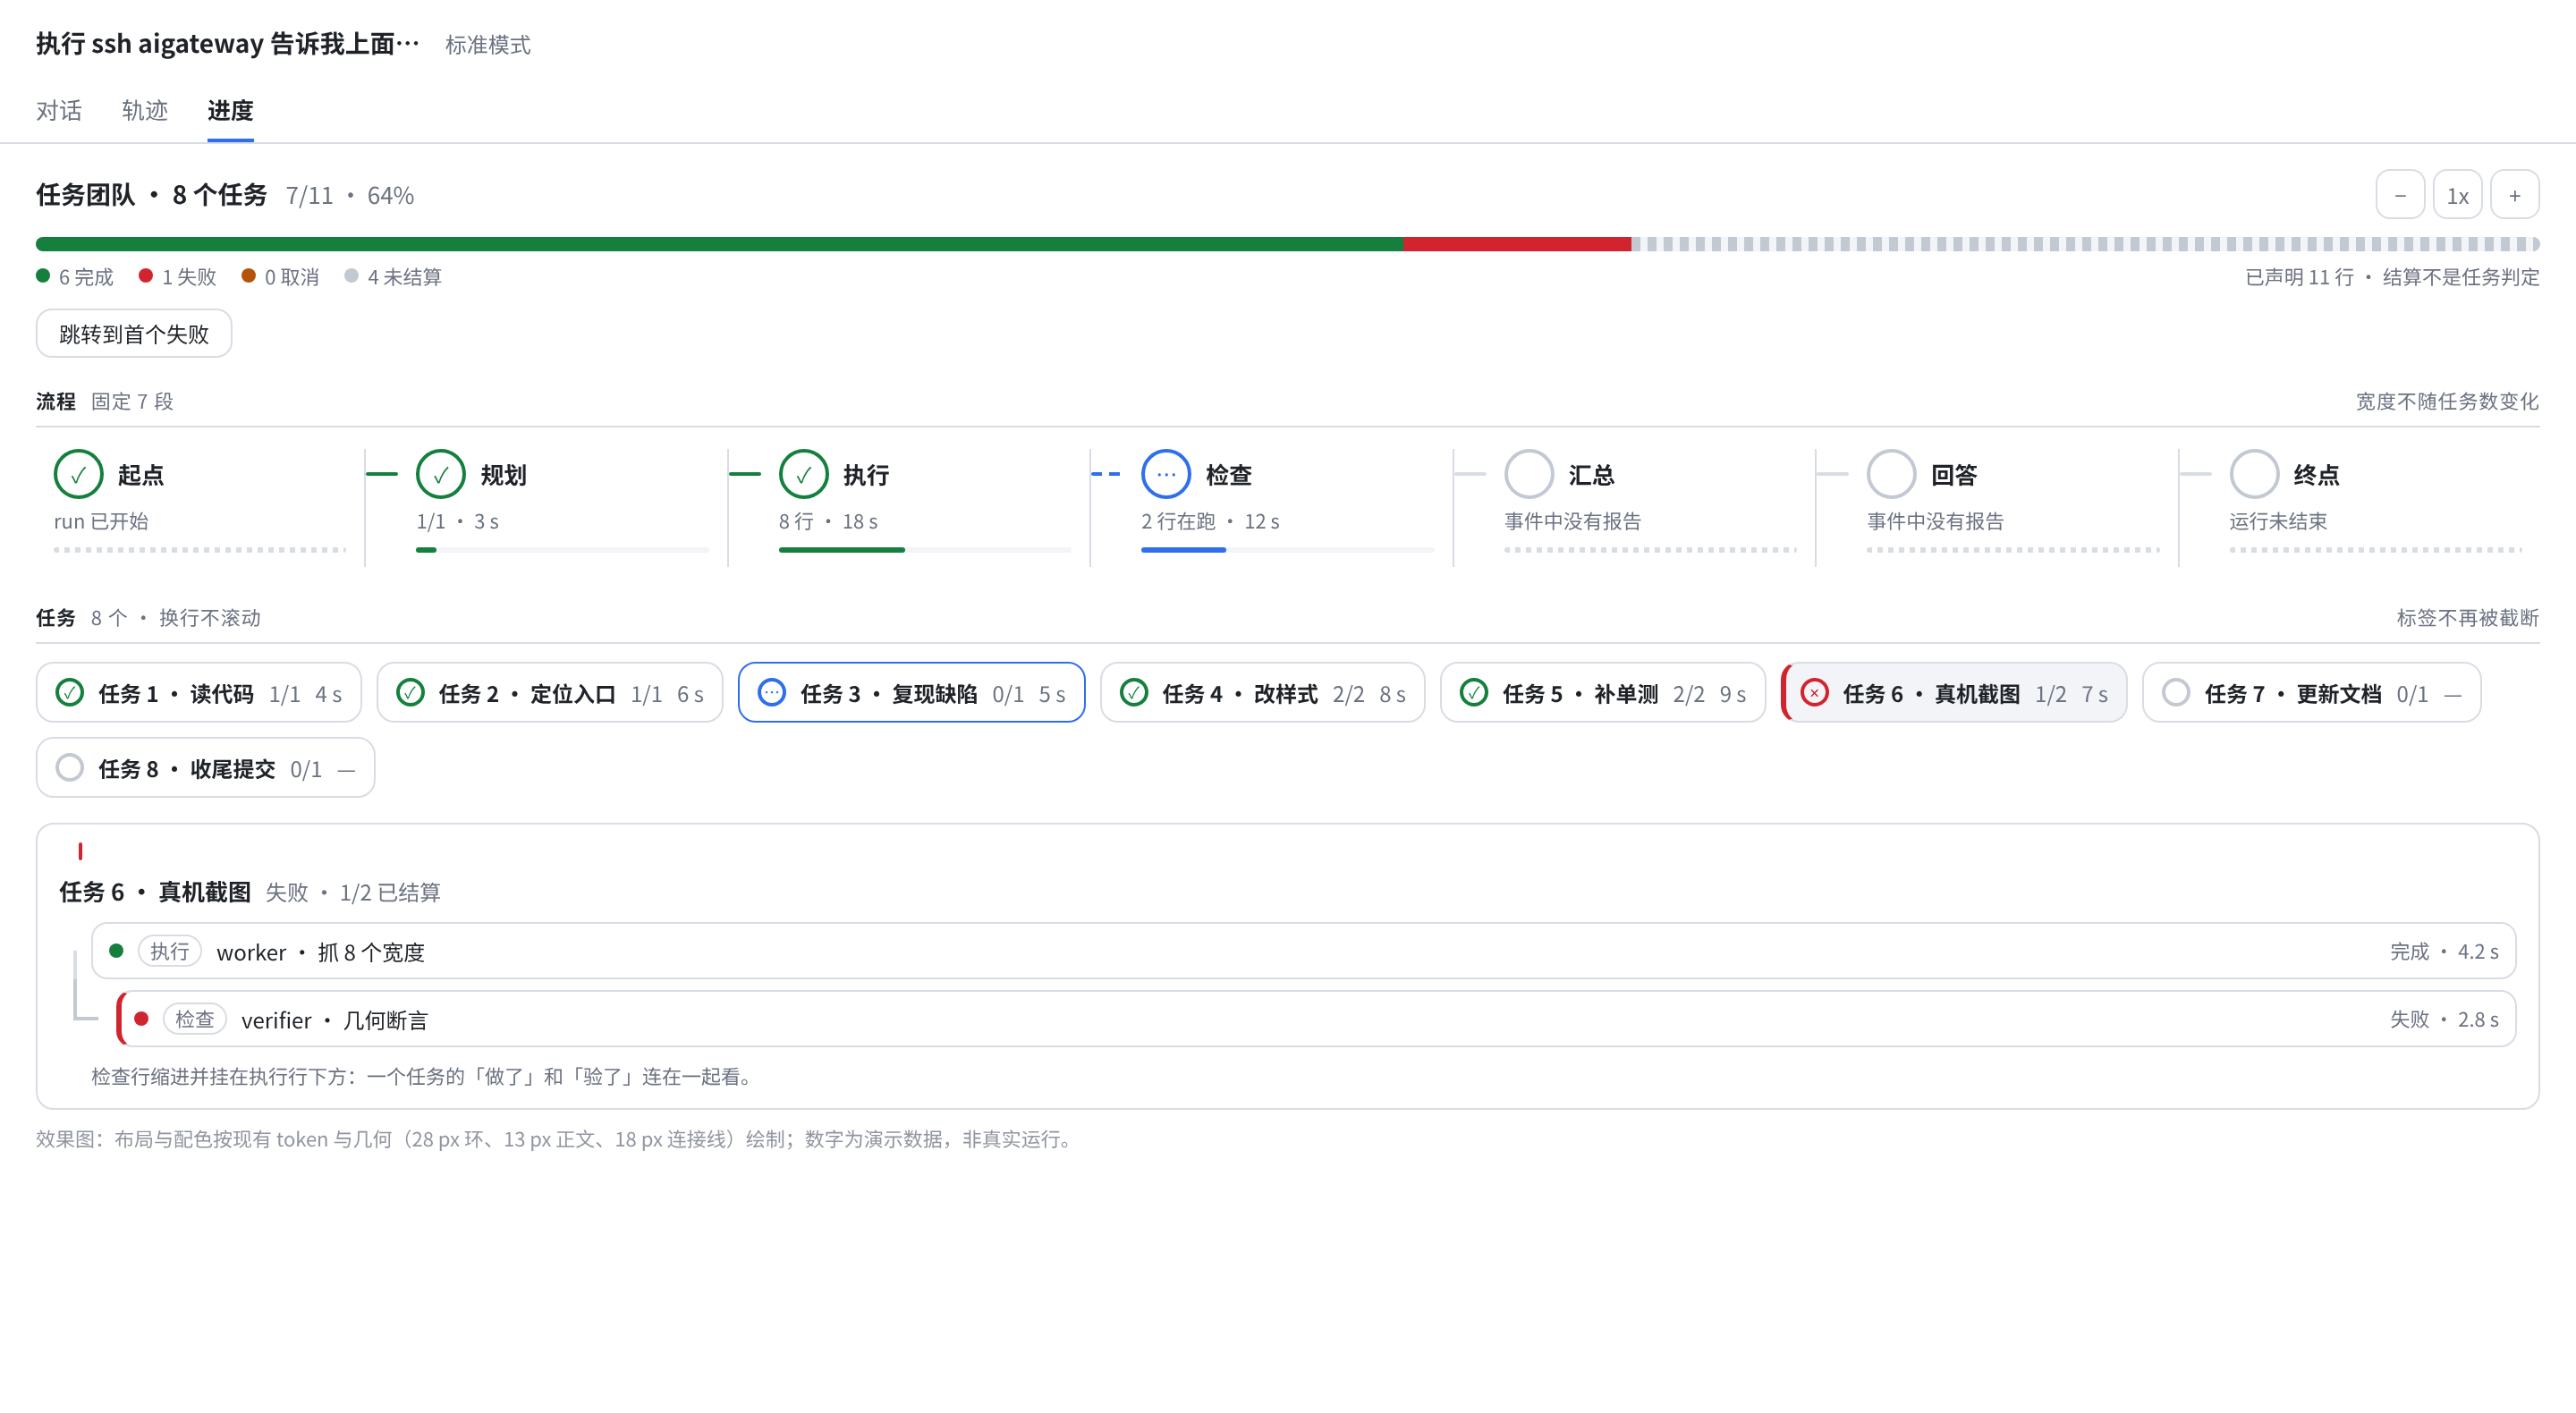 执行 ssh aigateway 告诉我上面… 标准模式
对话 轨迹 进度
任务团队 · 8 个任务 7/11 · 64%
− 1x +
6 完成 1 失败 0 取消 4 未结算 已声明 11 行 · 结算不是任务判定
跳转到首个失败
流程 固定 7 段 宽度不随任务数变化
✓ 起点 ✓ 规划 ✓ 执行 … 检查 汇总 回答 终点
run 已开始 1/1 · 3 s 8 行 · 18 s 2 行在跑 · 12 s 事件中没有报告 事件中没有报告 运行未结束
任务 8 个 · 换行不滚动 标签不再被截断
✓ 任务 1 · 读代码 1/1 4 s ✓ 任务 2 · 定位入口 1/1 6 s … 任务 3 · 复现缺陷 0/1 5 s ✓ 任务 4 · 改样式 2/2 8 s ✓ 任务 5 · 补单测 2/2 9 s × 任务 6 · 真机截图 1/2 7 s 任务 7 · 更新文档 0/1 —
任务 8 · 收尾提交 0/1 —
任务 6 · 真机截图 失败 · 1/2 已结算
执行 worker · 抓 8 个宽度 完成 · 4.2 s
检查 verifier · 几何断言 失败 · 2.8 s
检查行缩进并挂在执行行下方：一个任务的「做了」和「验了」连在一起看。
效果图：布局与配色按现有 token 与几何（28 px 环、13 px 正文、18 px 连接线）绘制；数字为演示数据，非真实运行。